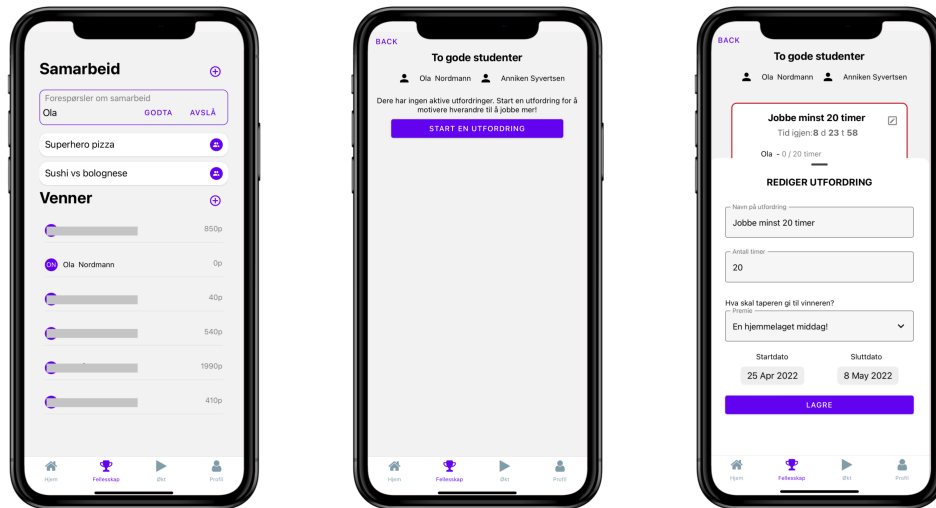 Samarbeid
Forespørsler om samarbeid
Ola GODTA AVSLÅ
Superhero pizza
Sushi vs bolognese
Venner
850p
ON Ola Nordmann 0p
40p
540p
1990p
410p
Hjem Fellesskap Økt Profil
BACK
To gode studenter
Ola Nordmann Anniken Syvertsen
Dere har ingen aktive utfordringer. Start en utfordring for å
motivere hverandre til å jobbe mer!
START EN UTFORDRING
Hjem Fellesskap Økt Profil
BACK
To gode studenter
Ola Nordmann Anniken Syvertsen
Jobbe minst 20 timer
Tid igjen:8 d 23 t 58
Ola - 0 / 20 timer
REDIGER UTFORDRING
Navn på utfordring
Jobbe minst 20 timer
Antall timer
20
Hva skal taperen gi til vinneren?
Premie
En hjemmelaget middag!
Startdato Sluttdato
25 Apr 2022 8 May 2022
LAGRE
Hjem Fellesskap Økt Profil